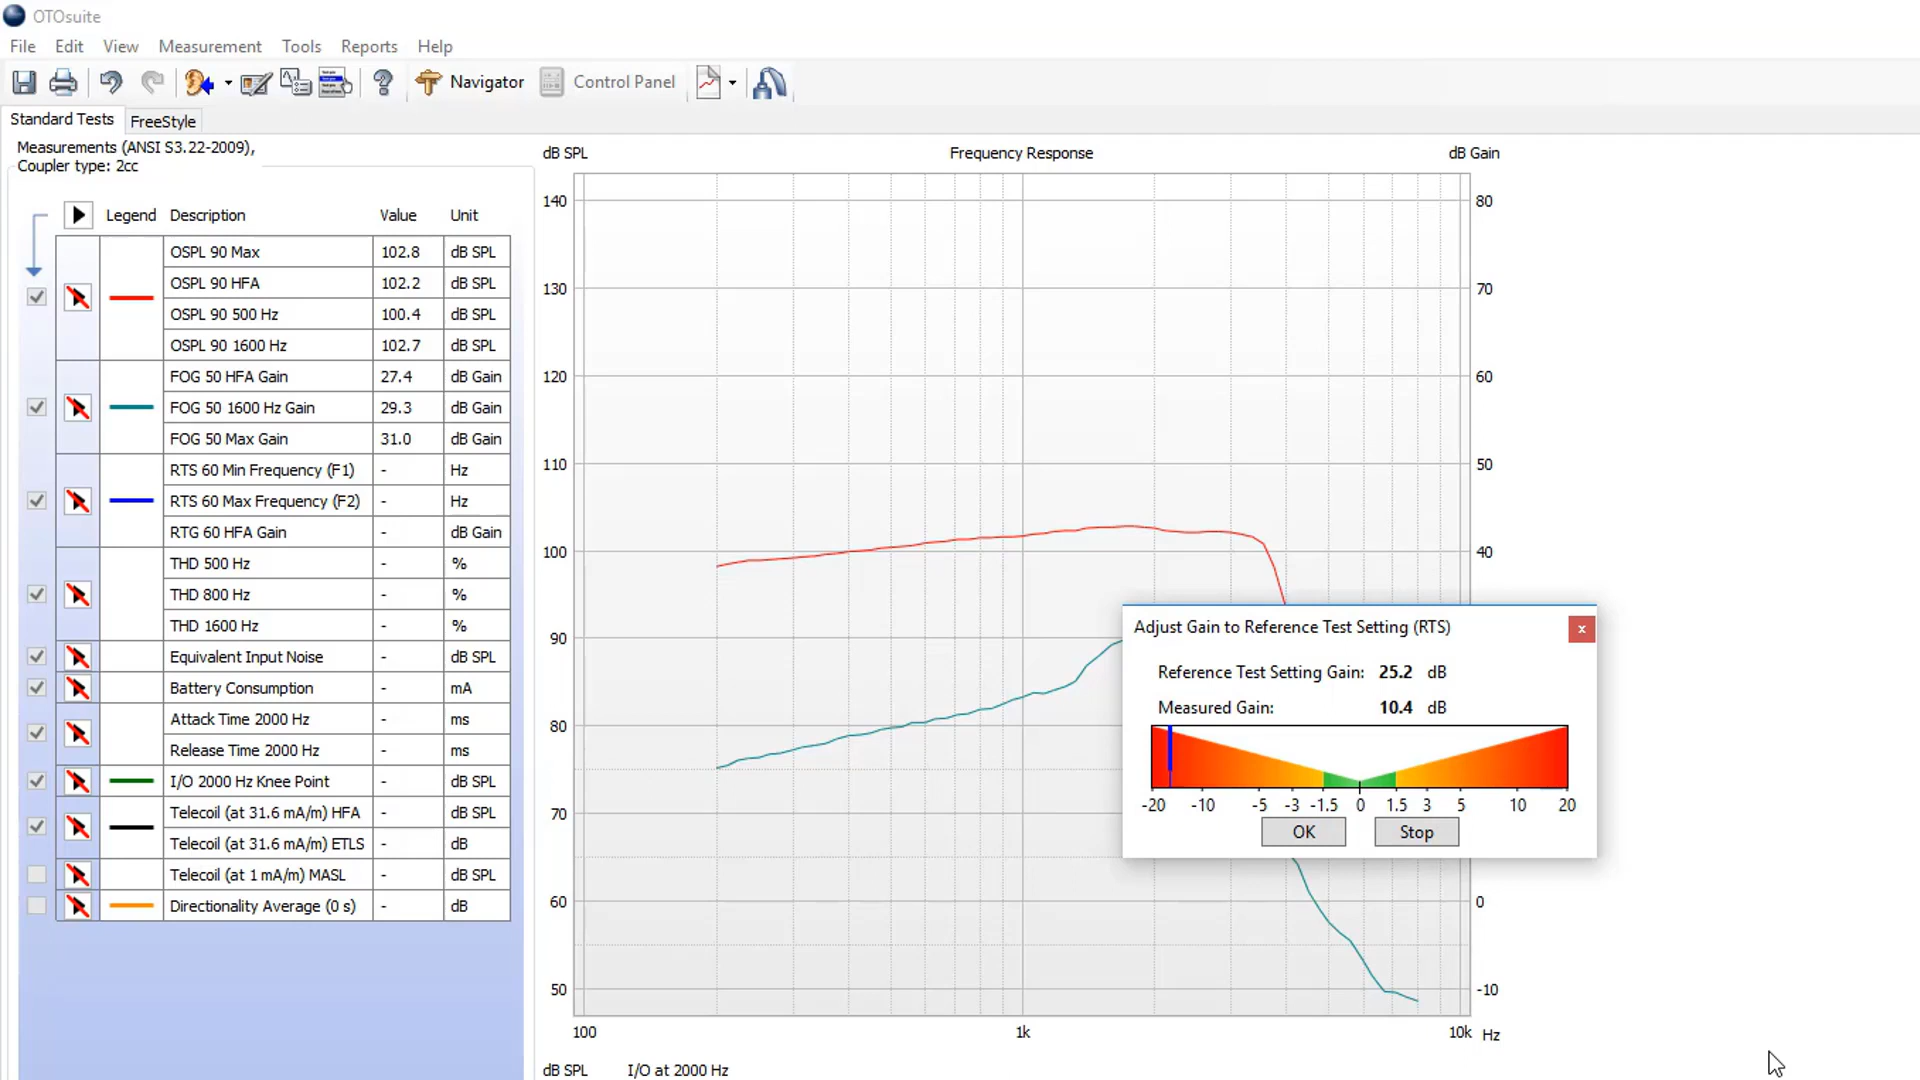 OTOsuite
File Edit View Measurement Tools Reports Help
Navigator Control Panel
Standard Tests FreeStyle
Measurements (ANSI S3.22-2009),
Coupler type: 2cc
Legend Description Value Unit
OSPL 90 Max 102.8 dB SPL
OSPL 90 HFA 102.2 dB SPL
OSPL 90 500 Hz 100.4 dB SPL
OSPL 90 1600 Hz 102.7 dB SPL
FOG 50 HFA Gain 27.4 dB Gain
FOG 50 1600 Hz Gain 29.3 dB Gain
FOG 50 Max Gain 31.0 dB Gain
RTS 60 Min Frequency (F1) - Hz
RTS 60 Max Frequency (F2) - Hz
RTG 60 HFA Gain - dB Gain
THD 500 Hz - %
THD 800 Hz - %
THD 1600 Hz - %
Equivalent Input Noise - dB SPL
Battery Consumption - mA
Attack Time 2000 Hz - ms
Release Time 2000 Hz - ms
I/O 2000 Hz Knee Point - dB SPL
Telecoil (at 31.6 mA/m) HFA - dB SPL
Telecoil (at 31.6 mA/m) ETLS - dB
Telecoil (at 1 mA/m) MASL - dB SPL
Directionality Average (0 s) - dB
dB SPL Frequency Response dB Gain
140 80
130 70
120 60
110 50
100 40
90
80
70
60 0
50 -10
100 1k 10k Hz
Adjust Gain to Reference Test Setting (RTS) x
Reference Test Setting Gain: 25.2 dB
Measured Gain: 10.4 dB
-20 -10 -5 -3 -1.5 0 1.5 3 5 10 20
OK Stop
dB SPL I/O at 2000 Hz